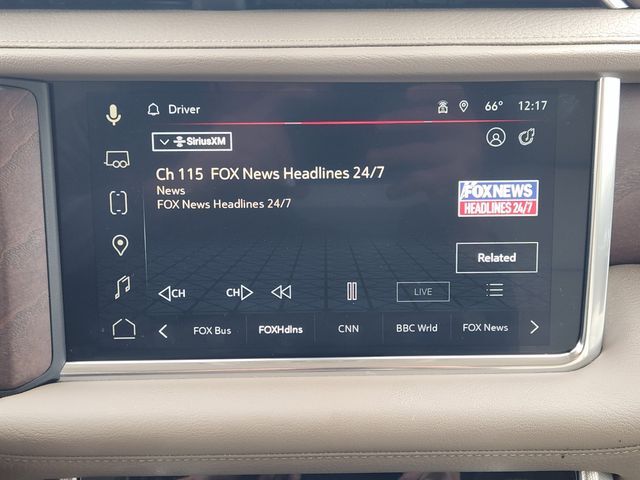 Driver
66° 12:17
SiriusXM
Ch 115 FOX News Headlines 24/7
News
FOX News Headlines 24/7
FOX NEWS
HEADLINES 24/7
Related
CH
CH
LIVE
FOX Bus
FOXHdlns
CNN
BBC Wrld
FOX News